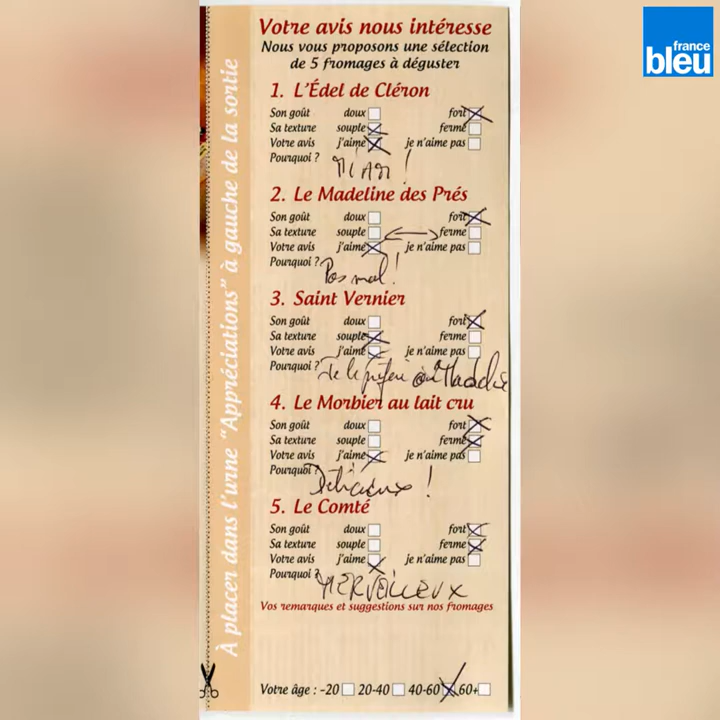 france
bleu
À placer dans l'urne "Appréciations" à gauche de la sortie
Votre avis nous intéresse
Nous vous proposons une sélection
de 5 fromages à déguster
1. L'Édel de Cléron
Son goût doux fort
Sa texture souple ferme
Votre avis j'aime je n'aime pas
Pourquoi ? MIAM !
2. Le Madeline des Prés
Son goût doux fort
Sa texture souple ferme
Votre avis j'aime je n'aime pas
Pourquoi ? Pas mal !
3. Saint Vernier
Son goût doux fort
Sa texture souple ferme
Votre avis j'aime je n'aime pas
Pourquoi ? Je le préfère au Madeline
4. Le Morbier au lait cru
Son goût doux fort
Sa texture souple ferme
Votre avis j'aime je n'aime pas
Pourquoi ? Délicieux !
5. Le Comté
Son goût doux fort
Sa texture souple ferme
Votre avis j'aime je n'aime pas
Pourquoi ? MERVEILLEUX
Vos remarques et suggestions sur nos fromages
Votre âge : -20 20-40 40-60 60+